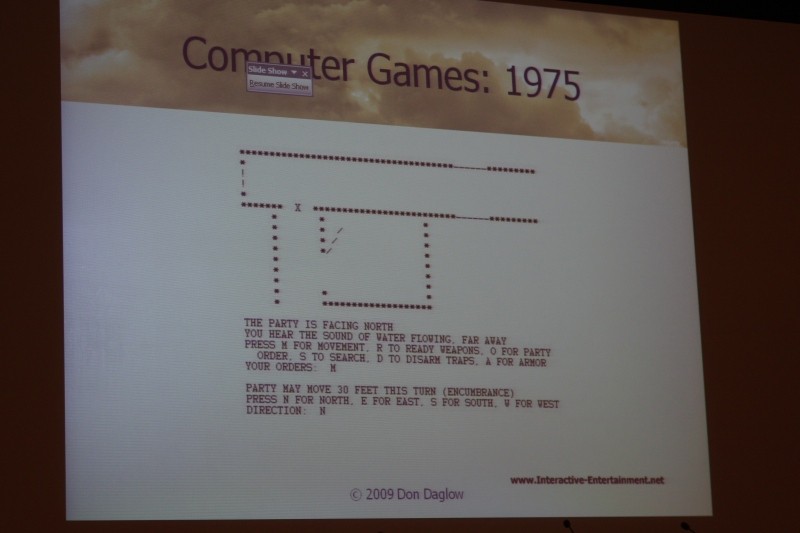 Computer Games: 1975
Slide Show
Resume Slide Show
X
THE PARTY IS FACING NORTH
YOU HEAR THE SOUND OF WATER FLOWING, FAR AWAY
PRESS M FOR MOVEMENT, R TO READY WEAPONS, O FOR PARTY
ORDER, S TO SEARCH, D TO DISARM TRAPS, A FOR ARMOR
YOUR ORDERS: M
PARTY MAY MOVE 30 FEET THIS TURN (ENCUMBRANCE)
PRESS N FOR NORTH, E FOR EAST, S FOR SOUTH, W FOR WEST
DIRECTION: N
www.Interactive-Entertainment.net
© 2009 Don Daglow